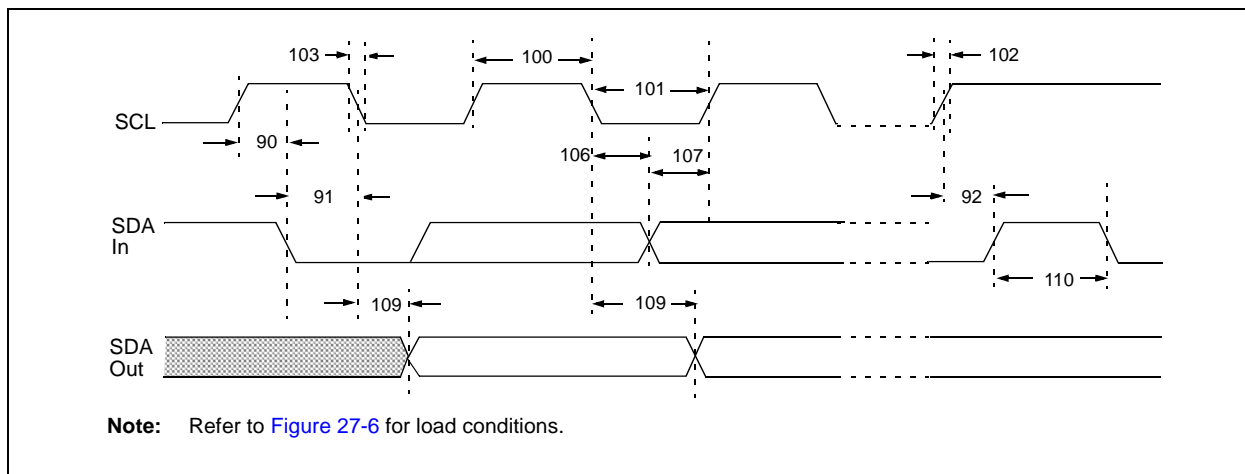 103
100
102
101
SCL
90
106
107
91
92
SDA
In
110
109
109
SDA
Out
Note: Refer to Figure 27-6 for load conditions.